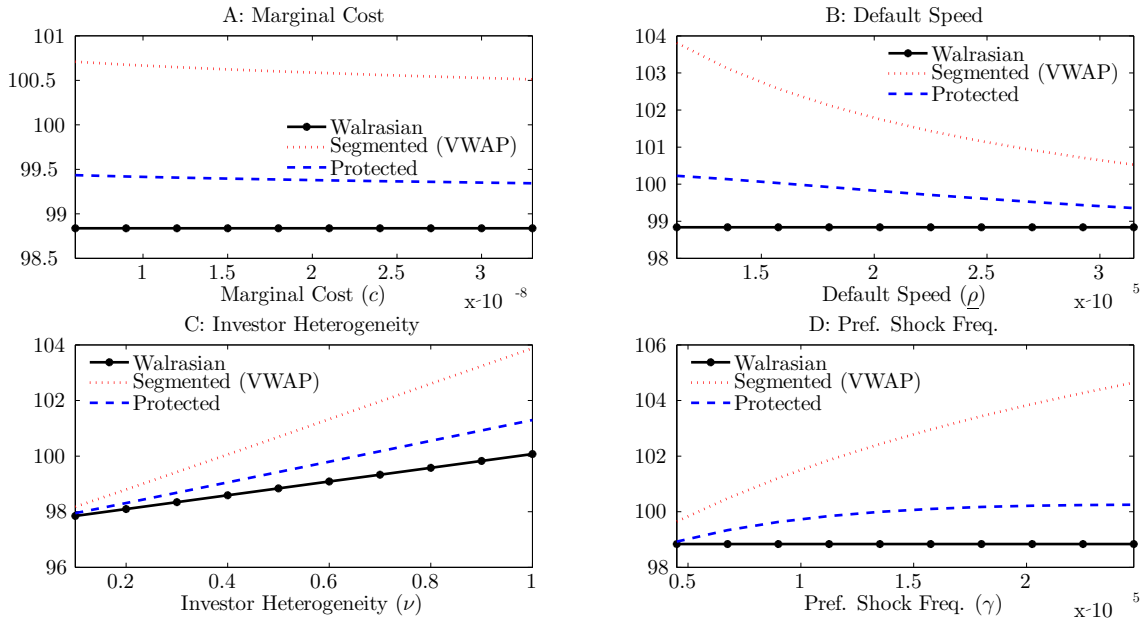 A: Marginal Cost
101
100.5
100
99.5
99
98.5
Walrasian
Segmented (VWAP)
Protected
1
2
3
Marginal Cost (c)
x 10 -8
B: Default Speed
104
103
102
101
100
99
98
Walrasian
Segmented (VWAP)
Protected
1.5
2
2.5
3
Default Speed (ρ)
x 10 5
C: Investor Heterogeneity
104
102
100
98
96
Walrasian
Segmented (VWAP)
Protected
0.2
0.4
0.6
0.8
1
Investor Heterogeneity (ν)
D: Pref. Shock Freq.
106
104
102
100
98
Walrasian
Segmented (VWAP)
Protected
0.5
1
1.5
2
Pref. Shock Freq. (γ)
x 10 5